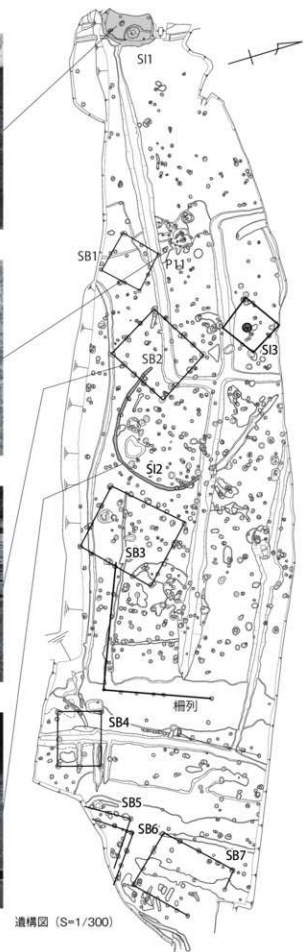 SI1
SB1
P11
SI3
SB2
SI2
SB3
柵列
SB4
SB5
SB6
SB7
遺構図（S=1/300）